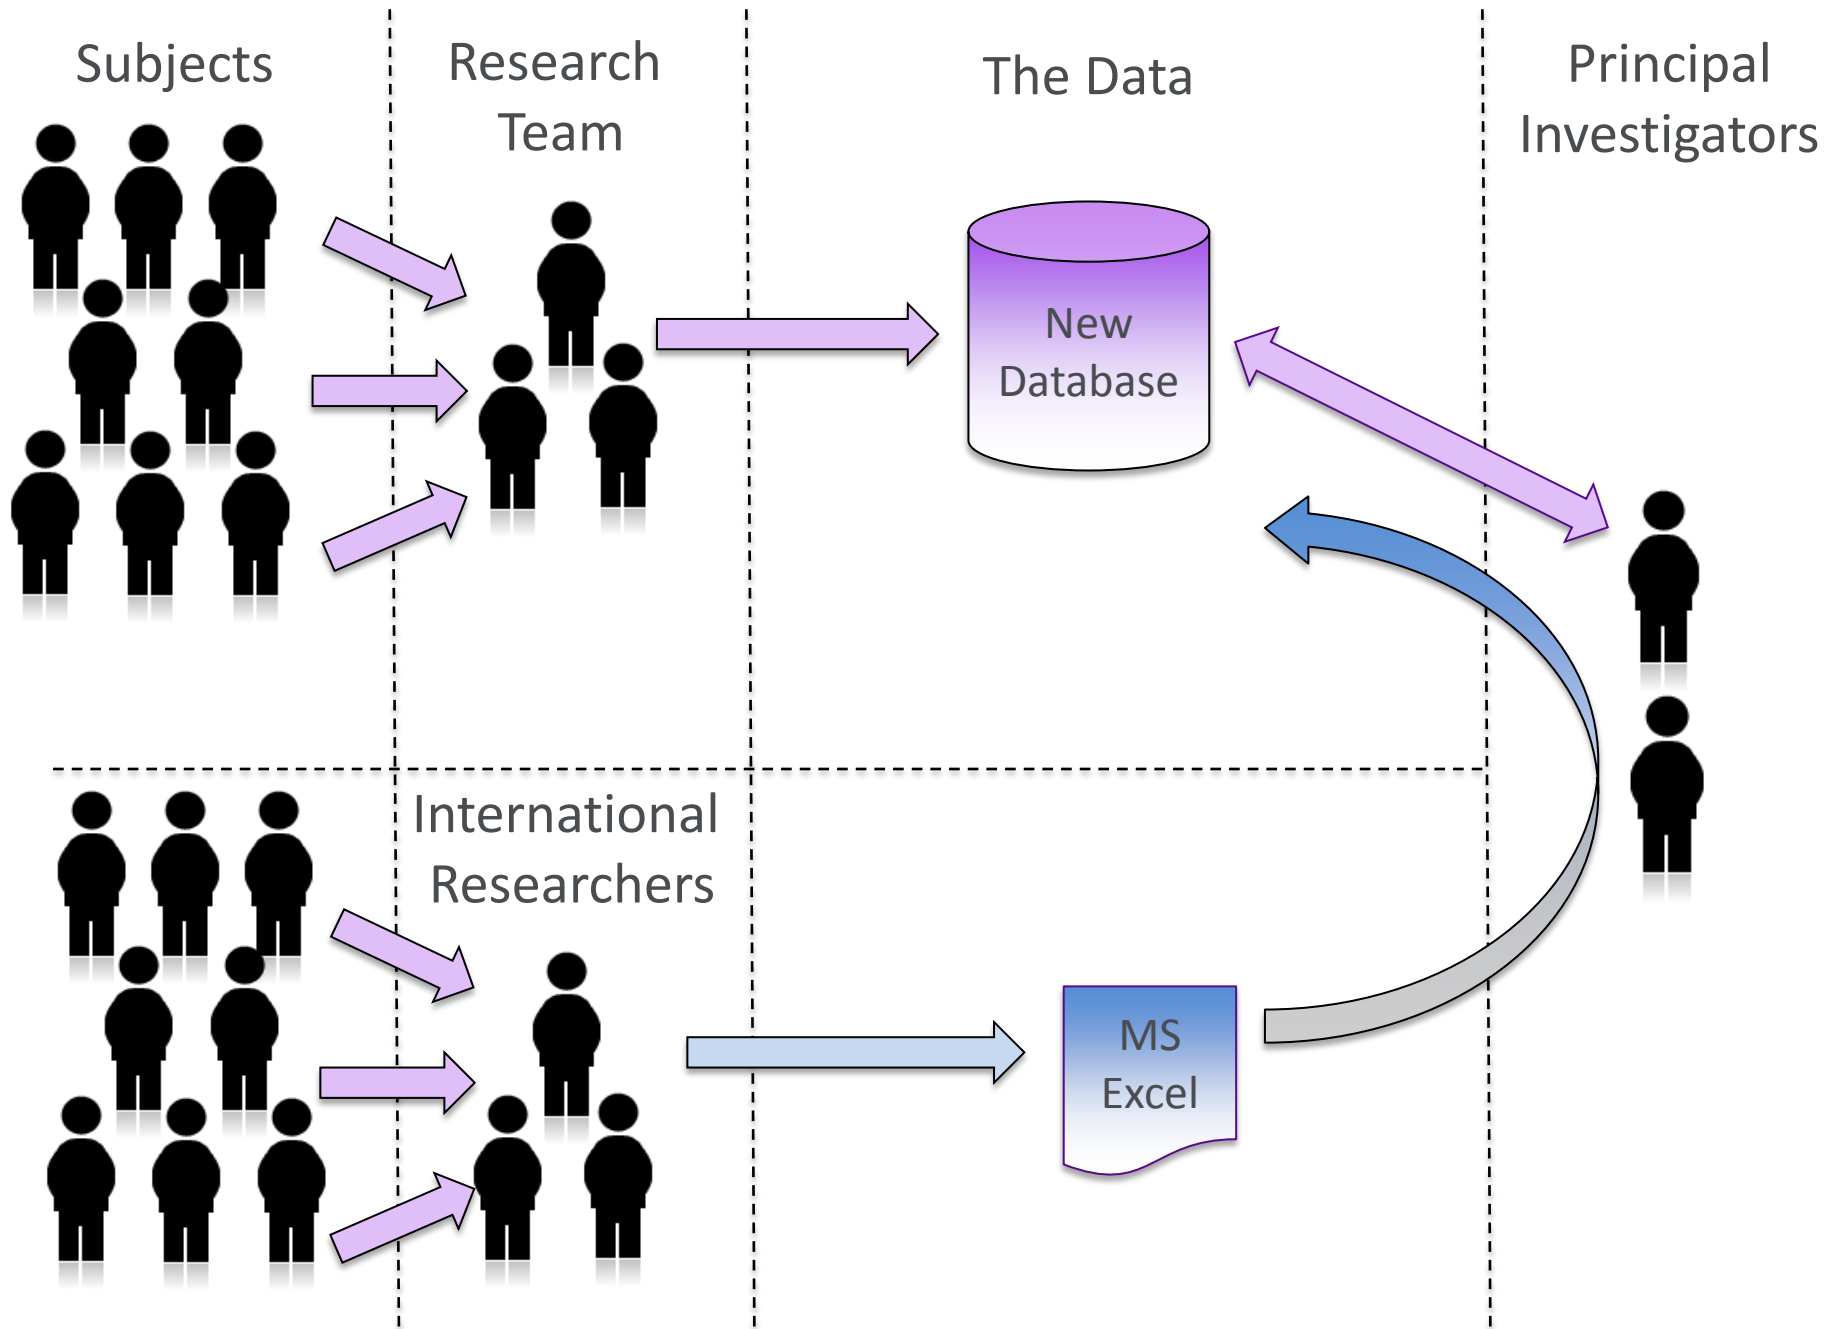 Subjects
Research
Team
The Data
Principal
Investigators
New
Database
International
Researchers
MS
Excel